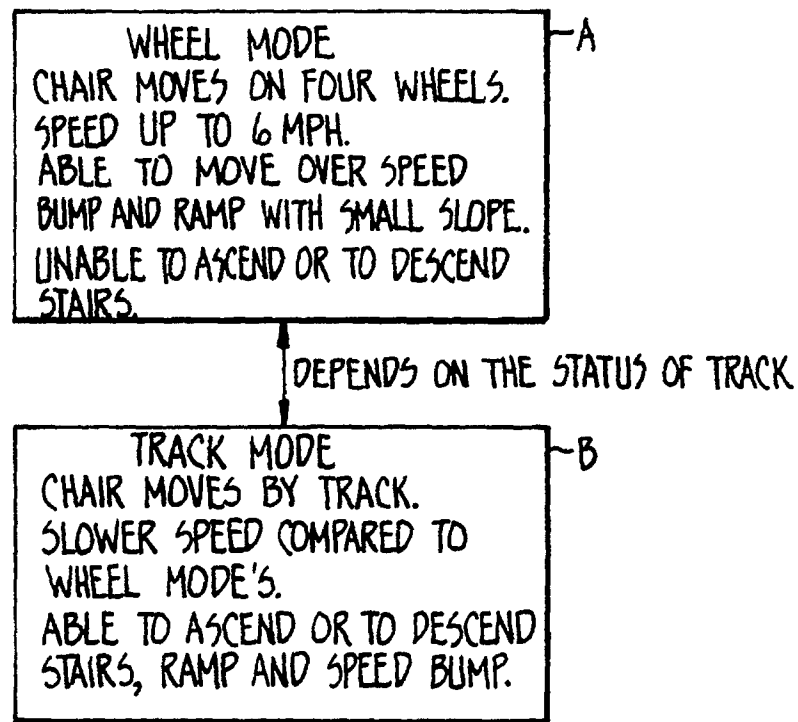 WHEEL MODE
A
CHAIR MOVES ON FOUR WHEELS.
SPEED UP TO 6 MPH.
ABLE TO MOVE OVER SPEED
BUMP AND RAMP WITH SMALL SLOPE.
UNABLE TO ASCEND OR TO DESCEND
STAIRS.
DEPENDS ON THE STATUS OF TRACK
TRACK MODE
B
CHAIR MOVES BY TRACK.
SLOWER SPEED COMPARED TO
WHEEL MODE'S.
ABLE TO ASCEND OR TO DESCEND
STAIRS, RAMP AND SPEED BUMP.